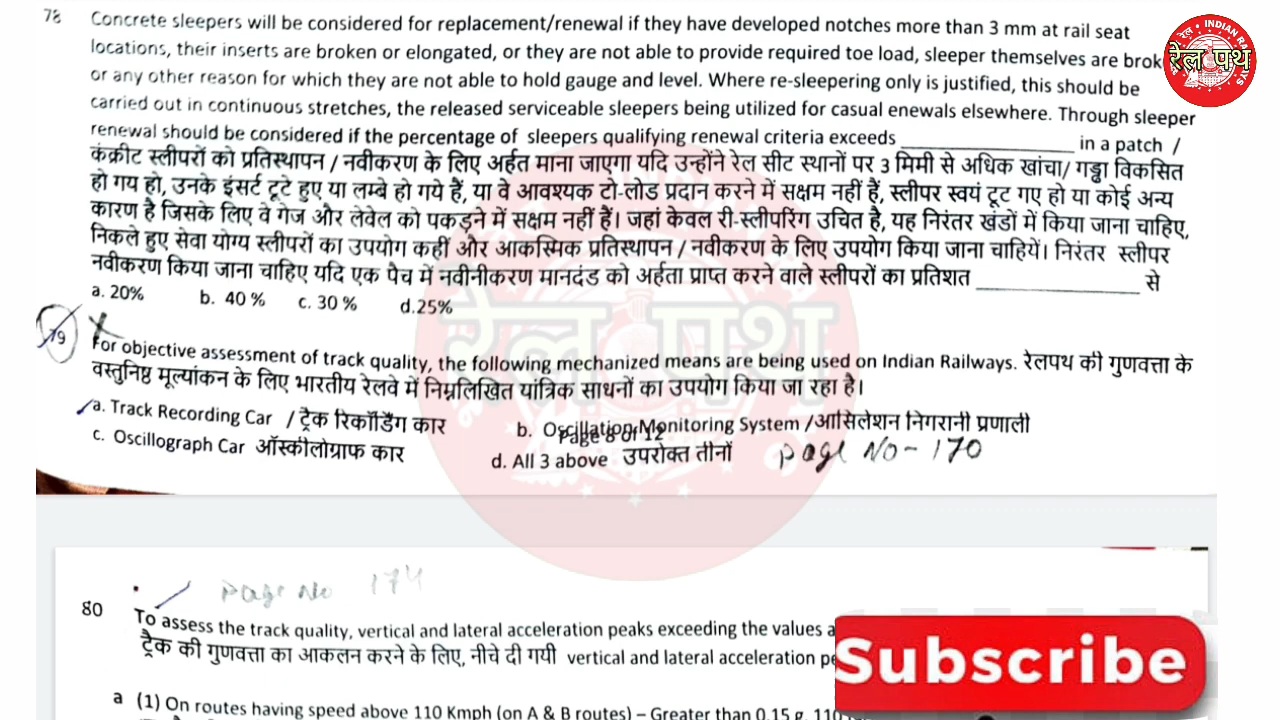 78 Concrete sleepers will be considered for replacement/renewal if they have developed notches more than 3 mm at rail seat
locations, their inserts are broken or elongated, or they are not able to provide required toe load, sleeper themselves are brok
or any other reason for which they are not able to hold gauge and level. Where re-sleepering only is justified, this should be
carried out in continuous stretches, the released serviceable sleepers being utilized for casual enewals elsewhere. Through sleeper
renewal should be considered if the percentage of sleepers qualifying renewal criteria exceeds ______________ in a patch /
कंक्रीट स्लीपरों को प्रतिस्थापन / नवीकरण के लिए अर्हत माना जाएगा यदि उन्होंने रेल सीट स्थानों पर 3 मिमी से अधिक खांचा/ गड्ढा विकसित
हो गय हो, उनके इंसर्ट टूटे हुए या लम्बे हो गये हैं, या वे आवश्यक टो-लोड प्रदान करने में सक्षम नहीं हैं, स्लीपर स्वयं टूट गए हो या कोई अन्य
कारण है जिसके लिए वे गेज और लेवेल को पकड़ने में सक्षम नहीं हैं। जहां केवल री-स्लीपरिंग उचित है, यह निरंतर खंडों में किया जाना चाहिए,
निकले हुए सेवा योग्य स्लीपरों का उपयोग कहीं और आकस्मिक प्रतिस्थापन / नवीकरण के लिए उपयोग किया जाना चाहिये। निरंतर स्लीपर
नवीकरण किया जाना चाहिए यदि एक पैच में नवीनीकरण मानदंड को अर्हता प्राप्त करने वाले स्लीपरों का प्रतिशत ______________ से
a. 20% b. 40 % c. 30 % d.25%
79 For objective assessment of track quality, the following mechanized means are being used on Indian Railways. रेलपथ की गुणवत्ता के
वस्तुनिष्ठ मूल्यांकन के लिए भारतीय रेलवे में निम्नलिखित यांत्रिक साधनों का उपयोग किया जा रहा है।
a. Track Recording Car / ट्रैक रिकॉर्डिंग कार b. Oscillation Monitoring System /आसिलेशन निगरानी प्रणाली
Page 8 of 12
c. Oscillograph Car ऑस्कीलोग्राफ कार d. All 3 above उपरोक्त तीनों Page No - 170
Page No 174
80 To assess the track quality, vertical and lateral acceleration peaks exceeding the values a
ट्रैक की गुणवत्ता का आकलन करने के लिए, नीचे दी गयी vertical and lateral acceleration pe
a (1) On routes having speed above 110 Kmph (on A & B routes) – Greater than 0.15 g, 110
Subscribe
रेल पथ
रेल पथ